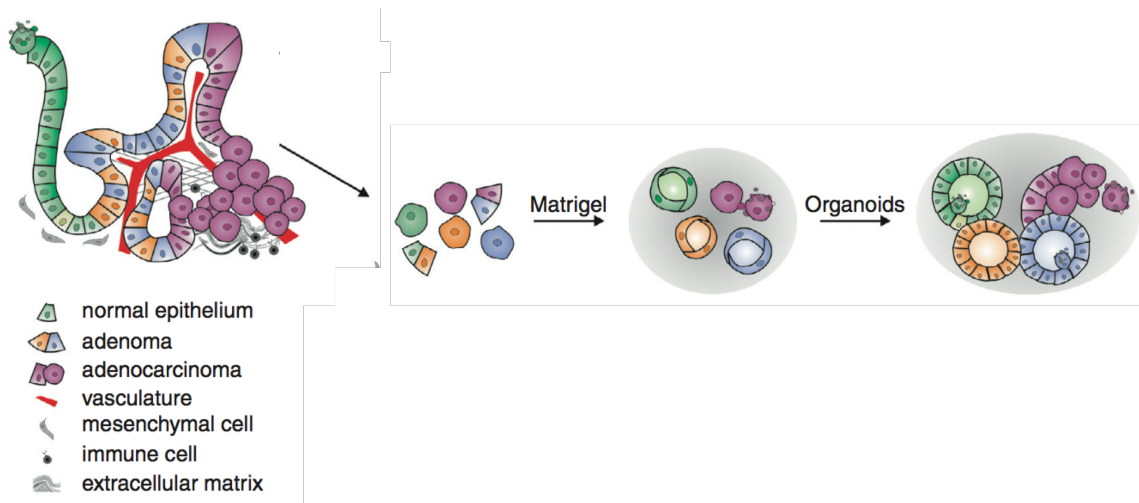 Matrigel
Organoids
normal epithelium
adenoma
adenocarcinoma
vasculature
mesenchymal cell
immune cell
extracellular matrix